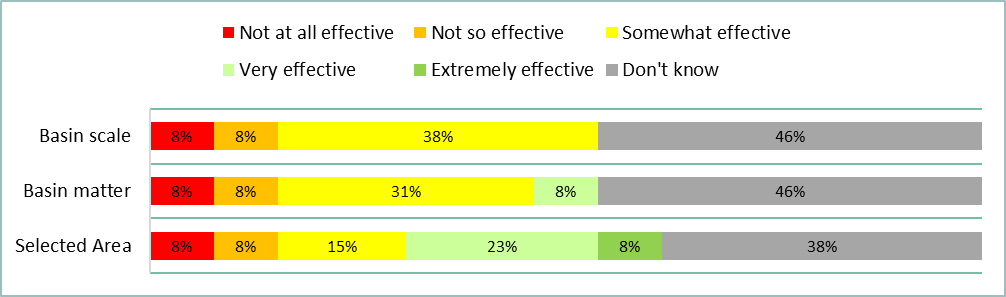 Not at all effective Not so effective Somewhat effective
Very effective Extremely effective Don't know
Basin scale 8% 8% 38% 46%
Basin matter 8% 8% 31% 8% 46%
Selected Area 8% 8% 15% 23% 8% 38%